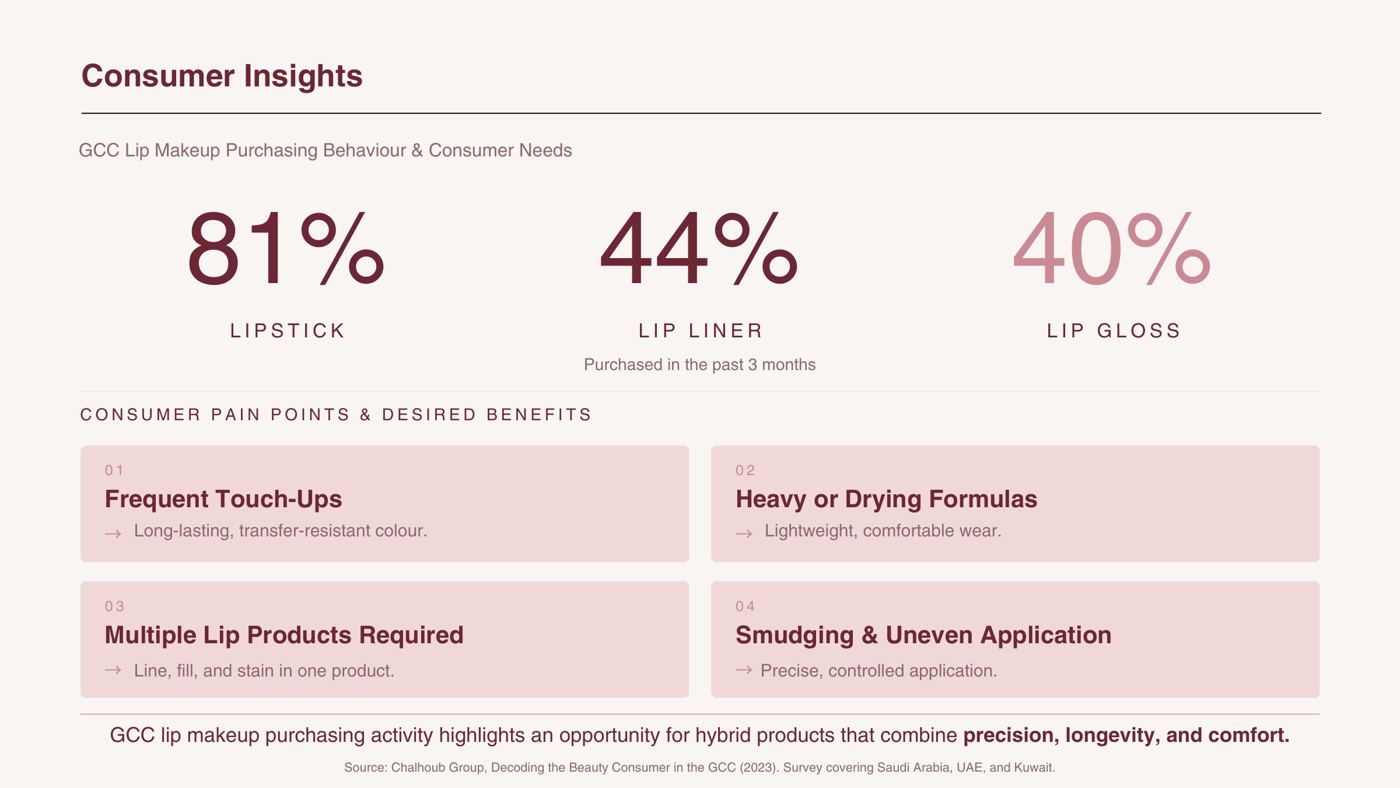 Consumer Insights
GCC Lip Makeup Purchasing Behaviour & Consumer Needs
81%
44%
40%
LIPSTICK
LIP LINER
LIP GLOSS
Purchased in the past 3 months
CONSUMER PAIN POINTS & DESIRED BENEFITS
01
Frequent Touch-Ups
→ Long-lasting, transfer-resistant colour.
02
Heavy or Drying Formulas
→ Lightweight, comfortable wear.
03
Multiple Lip Products Required
→ Line, fill, and stain in one product.
04
Smudging & Uneven Application
→ Precise, controlled application.
GCC lip makeup purchasing activity highlights an opportunity for hybrid products that combine precision, longevity, and comfort.
Source: Chalhoub Group, Decoding the Beauty Consumer in the GCC (2023). Survey covering Saudi Arabia, UAE, and Kuwait.